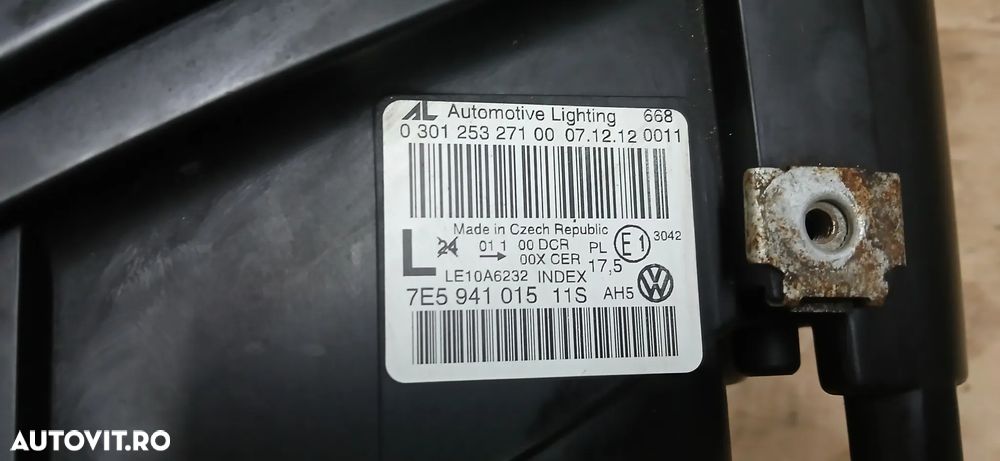 AL Automotive Lighting 668
0 301 253 271 00 07.12.12 0011
Made in Czech Republic
L 24 01 1 00 DCR PL E1 3042
00X CER 17,5
LE10A6232 INDEX
7E5 941 015 11S AH5 VW
AUTOVIT.RO